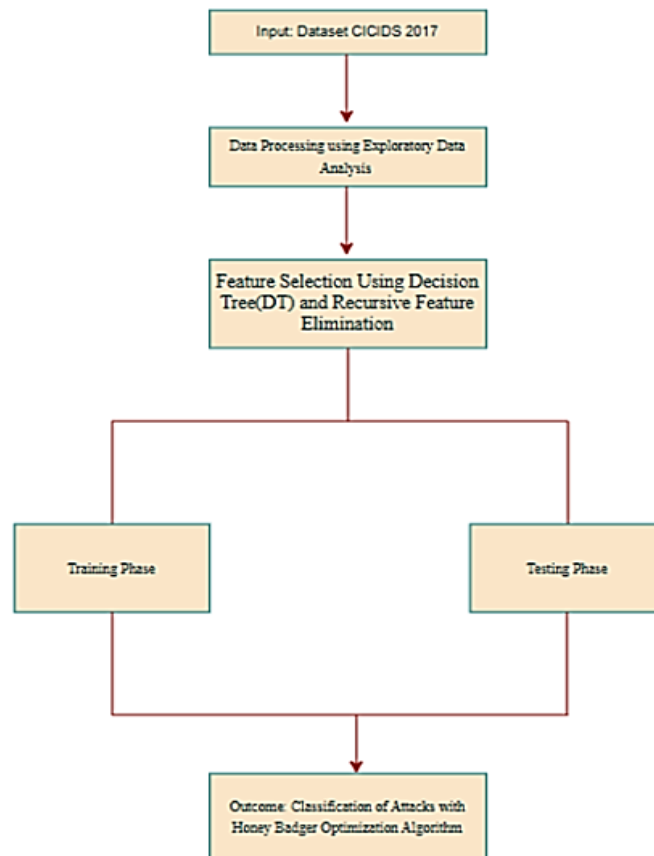 Input: Dataset CICIDS 2017
Data Processing using Exploratory Data
Analysis
Feature Selection Using Decision
Tree(DT) and Recursive Feature
Elimination
Training Phase
Testing Phase
Outcome: Classification of Attacks with
Honey Badger Optimization Algorithm